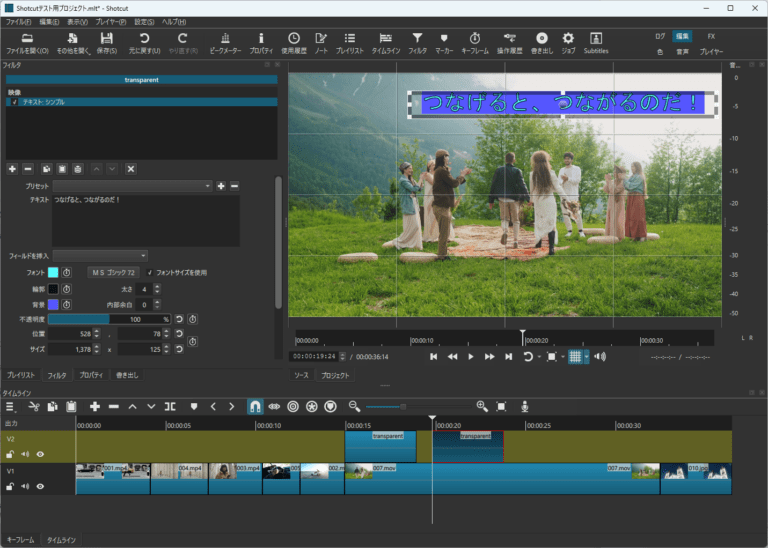 Shotcutテスト用プロジェクト.mlt* - Shotcut
ファイル(F) 編集(E) 表示(V) プレイヤー(P) 設定(S) ヘルプ(H)
ファイルを開く(O) その他を開く. 保存(S) 元に戻す(U) やり直す(R) ピークメーター プロパティ 使用履歴 ノート プレイリスト タイムライン フィルタ マーカー キーフレーム 操作履歴 書き出し ジョブ Subtitles
ログ 編集 FX
色 音声 プレイヤー
フィルタ
transparent
映像
テキスト: シンプル
プリセット
テキスト つなげると、つながるのだ！
フィールドを挿入
フォント ＭＳ ゴシック 72 フォントサイズを使用
輪郭 太さ 4
背景 内部余白 0
不透明度 100 %
位置 528 , 78
サイズ 1,378 x 125
プレイリスト フィルタ プロパティ 書き出し
つなげると、つながるのだ！
音...
0
-5
-10
-15
-20
-25
-30
-35
-40
-45
-50
L R
00:00:00 00:00:10 00:00:20 00:00:30
00:00:19:24 / 00:00:36:14
--:--:--:-- / --:--:--:--
ソース プロジェクト
タイムライン
出力
00:00:00 00:00:05 00:00:10 00:00:15 00:00:20 00:00:25 00:00:30
V2
transparent transparent
V1
001.mp4 004.mp4 003.mp4 001 002.m 007.mov 007.mov 010.jpg
キーフレーム タイムライン